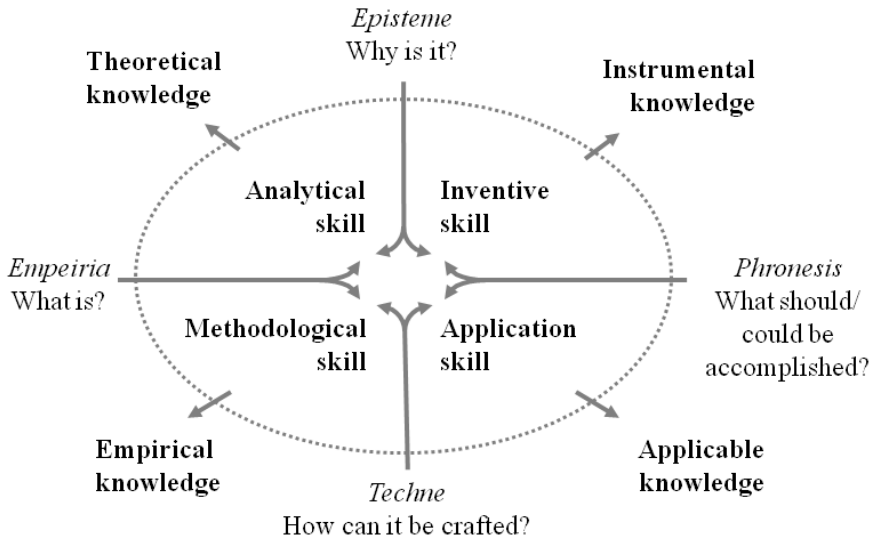 Episteme
Why is it?
Theoretical
knowledge
Instrumental
knowledge
Analytical
skill
Inventive
skill
Empeiria
What is?
Phronesis
What should/
could be
accomplished?
Methodological
skill
Application
skill
Empirical
knowledge
Applicable
knowledge
Techne
How can it be crafted?